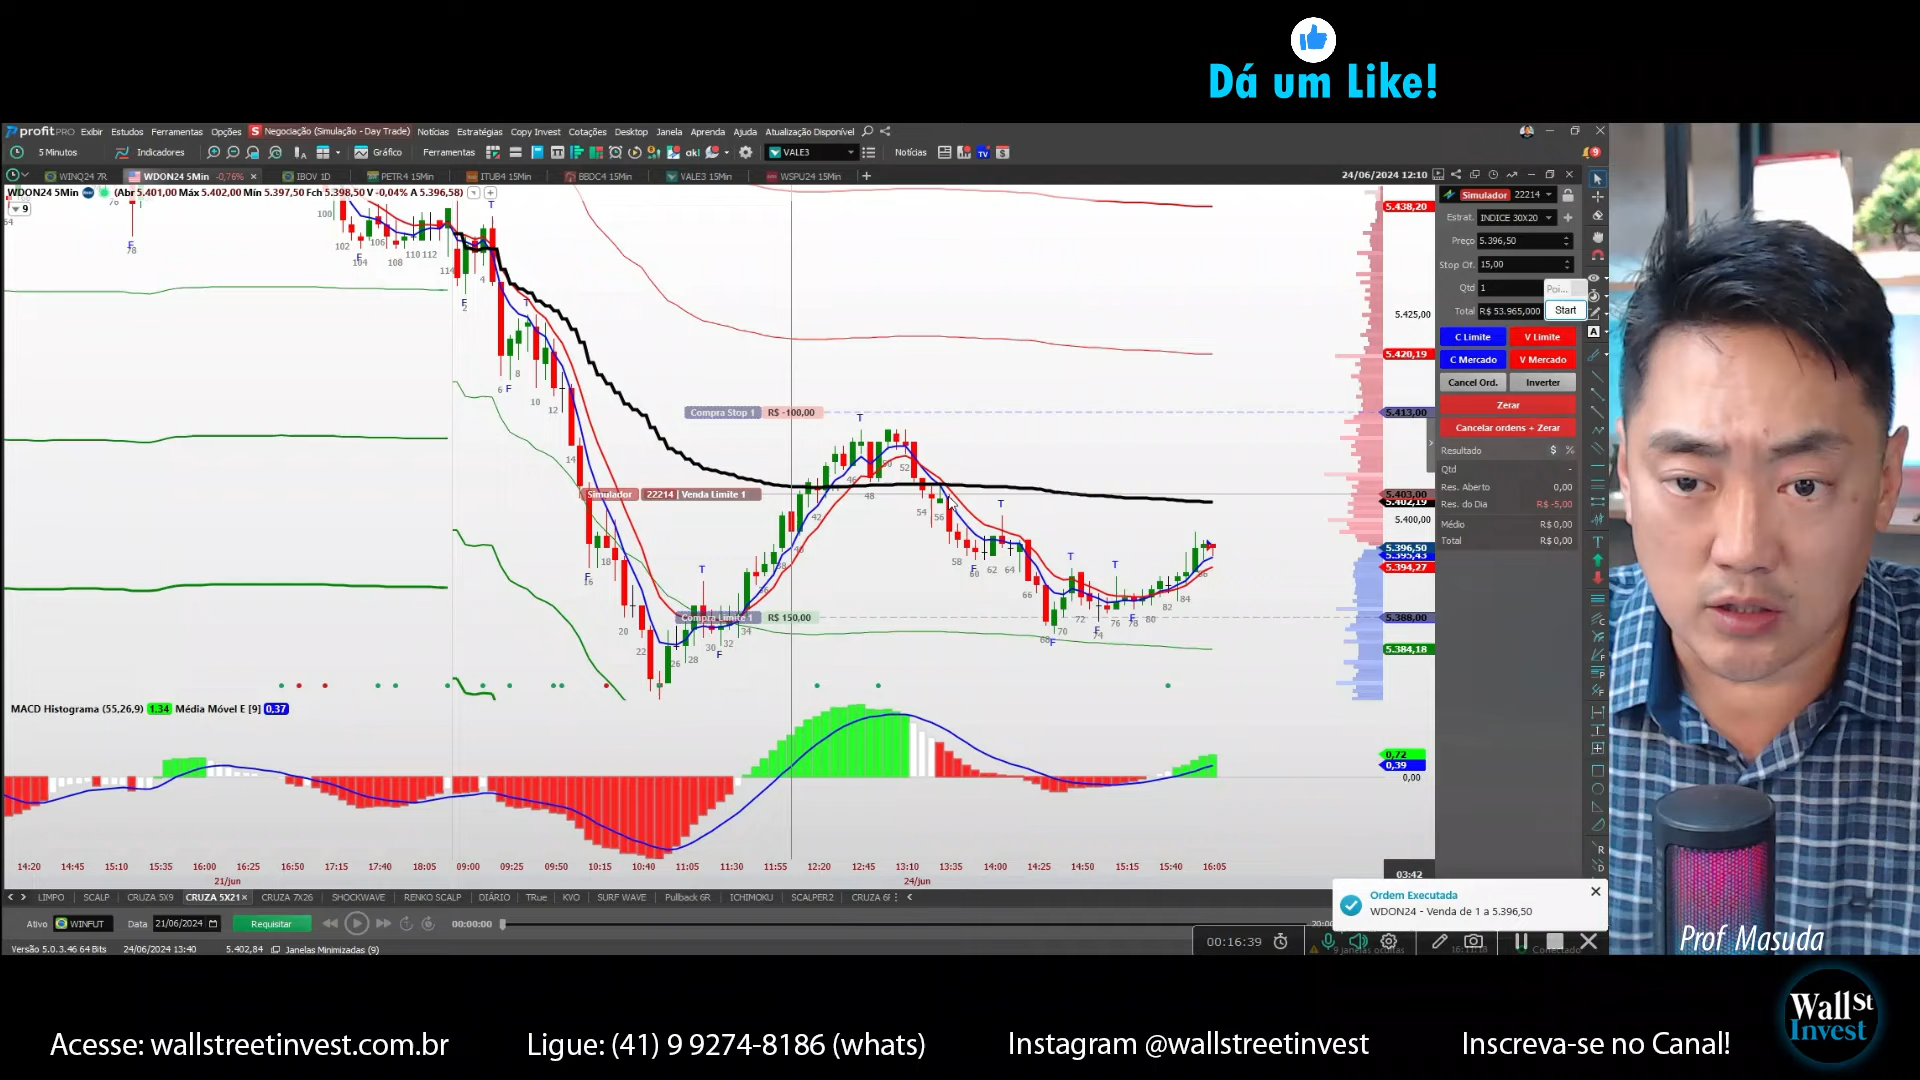 Dá um Like!
profitPRO Exibir Estudos Ferramentas Opções S Negociação (Simulação - Day Trade) Notícias Estratégias Copy Invest Cotações Desktop Janela Aprenda Ajuda Atualização Disponível
5 Minutos Indicadores Gráfico Ferramentas VALE3 Notícias
WINQ24 7R WDON24 5Min -0,76% IBOV 1D PETR4 15Min ITUB4 15Min BBDC4 15Min VALE3 15Min WSPU24 15Min 24/06/2024 12:10
WDON24 5Min (Abr 5.401,00 Máx 5.402,00 Mín 5.397,50 Fch 5.398,50 V -0,04% A 5.396,58)
9
Simulador 22214
Estrat. INDICE 30X20
Preço 5.396,50
Stop Of. 15,00
Qtd 1 Poi...
Total R$ 53.965,000 Start
C Limite V Limite
C Mercado V Mercado
Cancel Ord. Inverter
Zerar
Cancelar ordens + Zerar
Resultado $ %
Qtd -
Res. Aberto 0,00
Res. do Dia R$ -5,00
Médio R$ 0,00
Total R$ 0,00
5.438,20
5.425,00
5.420,19
5.413,00
5.403,00
5.402,19
5.400,00
5.396,50
5.395,43
5.394,27
5.388,00
5.384,18
Compra Stop 1 R$ -100,00
Simulador 22214 | Venda Limite 1
Compra Limite 1 R$ 150,00
MACD Histograma (55,26,9) 1,34 Média Móvel E [9] 0,37
0,72
0,39
0,00
14:20 14:45 15:10 15:35 16:00 16:25 16:50 17:15 17:40 18:05 09:00 09:25 09:50 10:15 10:40 11:05 11:30 11:55 12:20 12:45 13:10 13:35 14:00 14:25 14:50 15:15 15:40 16:05
21/jun 24/jun
03:42
LIMPO SCALP CRUZA 5X9 CRUZA 5X21 CRUZA 7X26 SHOCKWAVE RENKO SCALP DIÁRIO TRue KVO SURF WAVE Pullback 6R ICHIMOKU SCALPER2 CRUZA 6
Ordem Executada
WDON24 - Venda de 1 a 5.396,50
Ativo WINFUT Data 21/06/2024 Requisitar 00:00:00
Versão 5.0.3.46 64 Bits 24/06/2024 13:40 5.402,84 Janelas Minimizadas (9)
00:16:39
Prof Masuda
Wall St
Invest
Acesse: wallstreetinvest.com.br Ligue: (41) 9 9274-8186 (whats) Instagram @wallstreetinvest Inscreva-se no Canal!